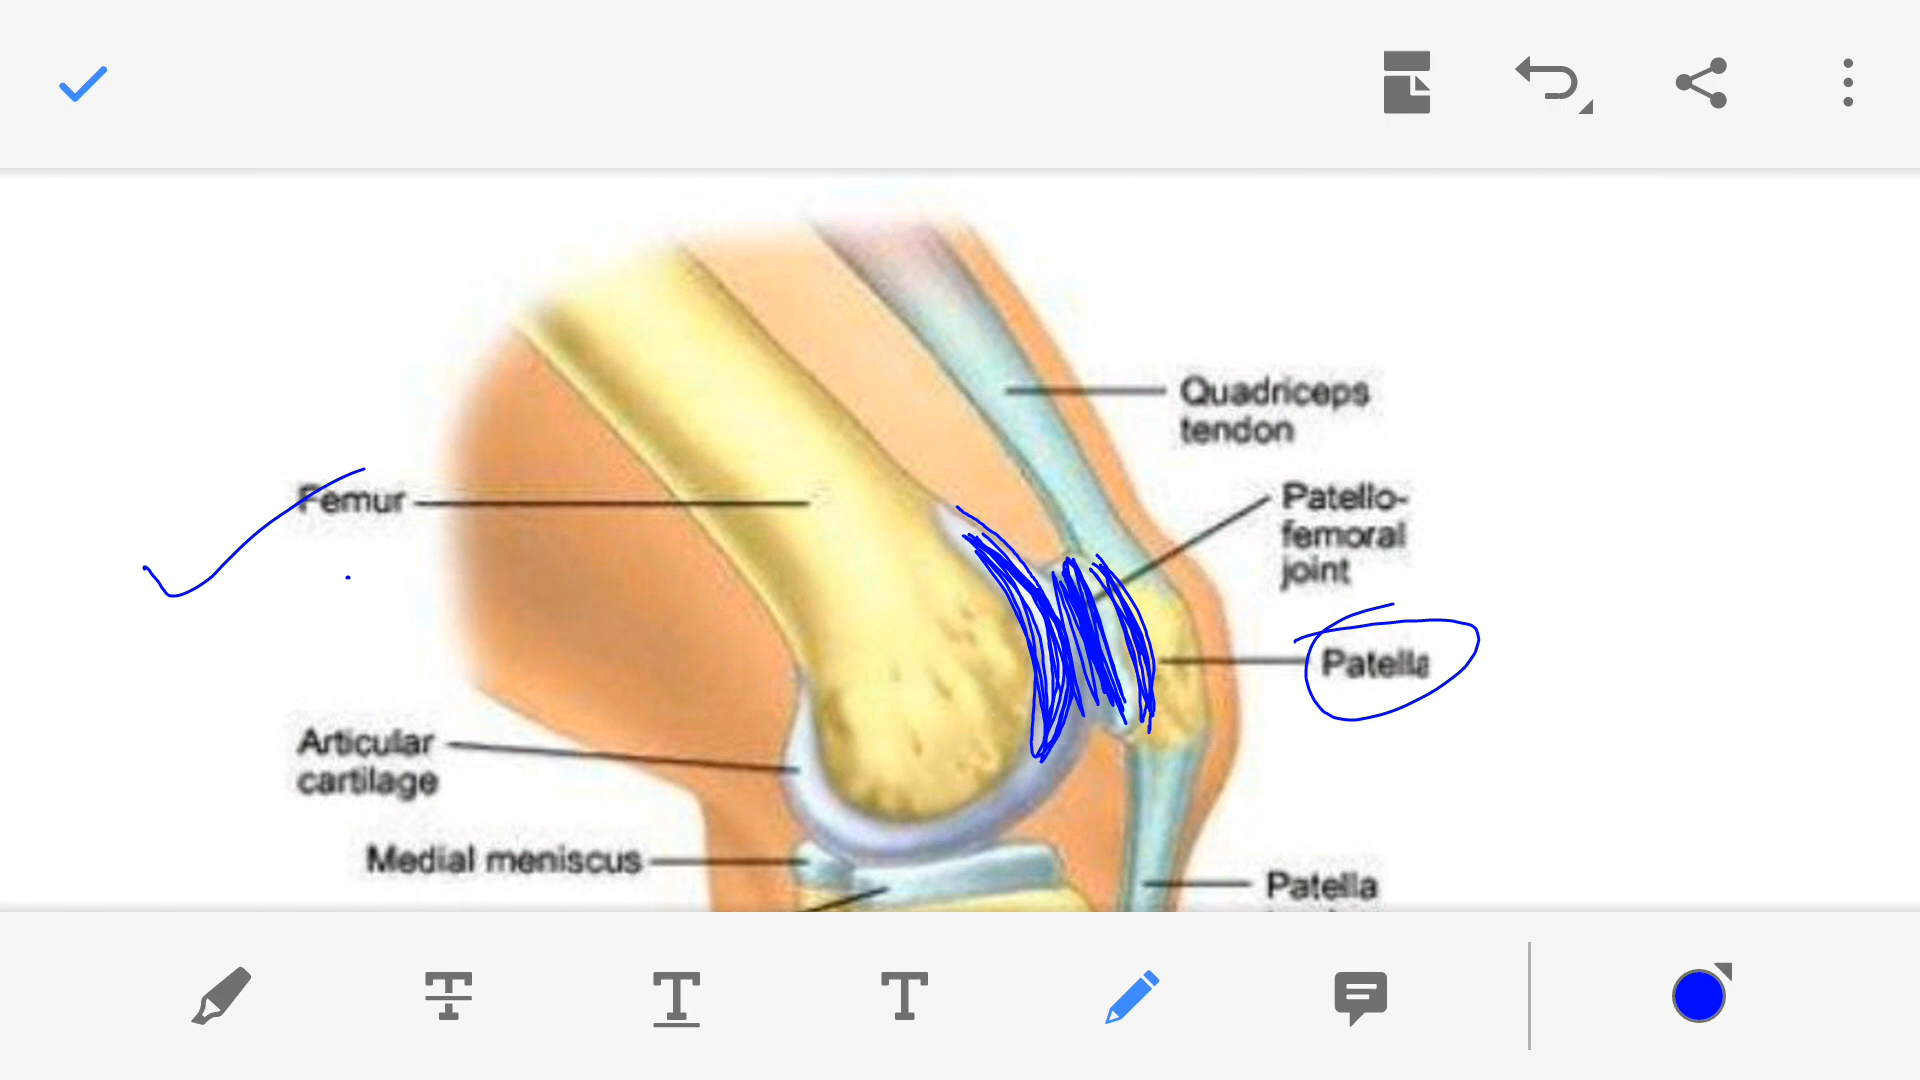 Quadriceps
tendon
Femur
Patello-
femoral
joint
Patella
Articular
cartilage
Medial meniscus
Patella